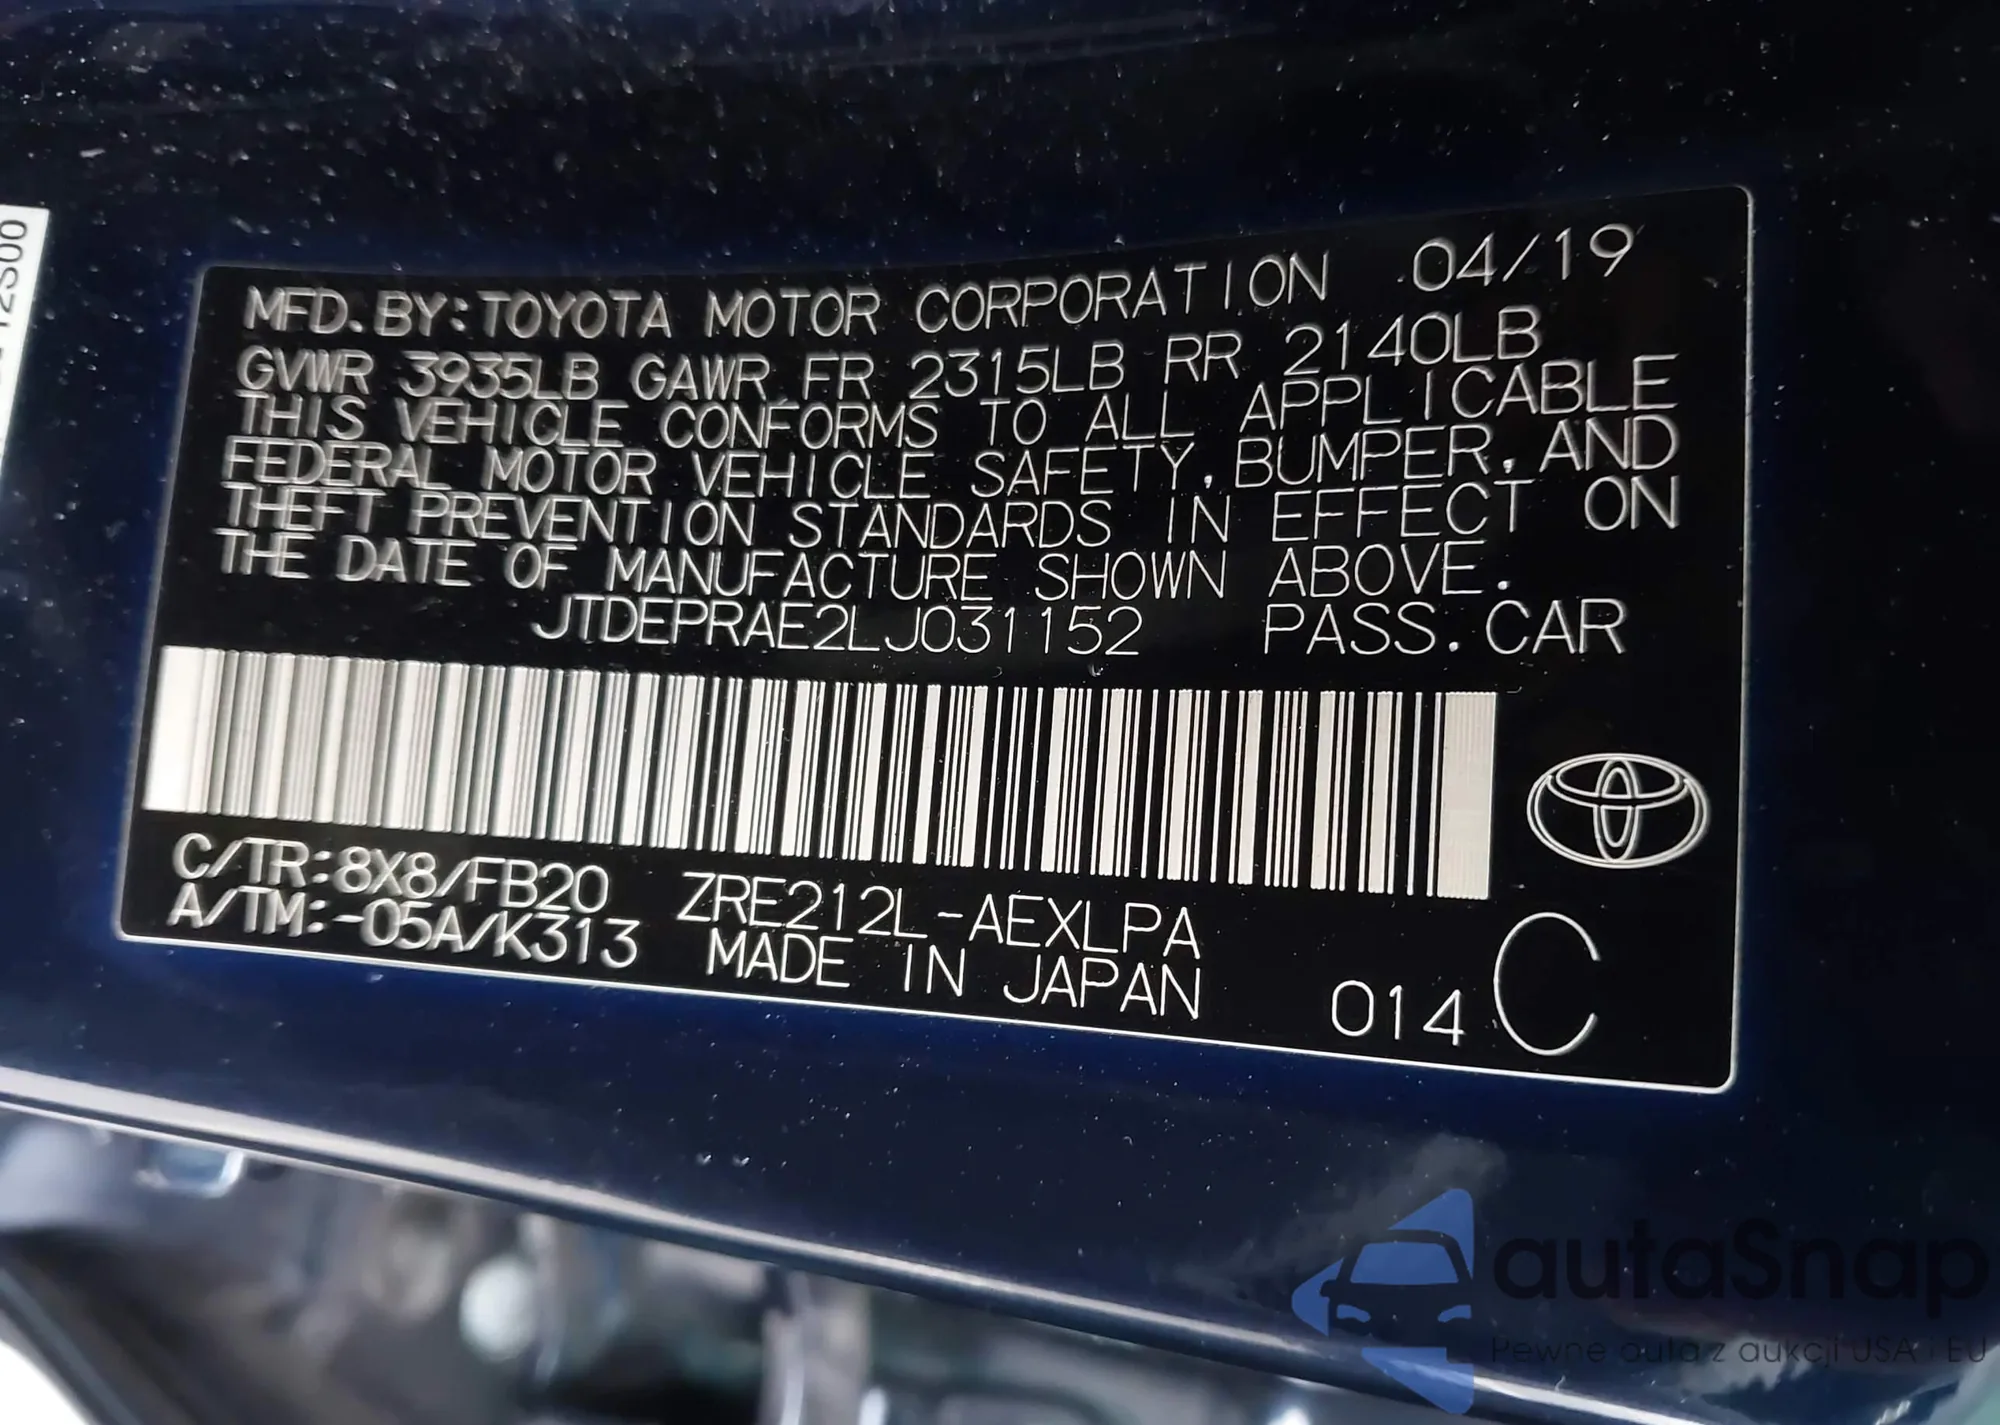 MFD. BY: TOYOTA MOTOR CORPORATION 04/19
GVWR 3935LB GAWR FR 2315LB RR 2140LB
THIS VEHICLE CONFORMS TO ALL APPLICABLE
FEDERAL MOTOR VEHICLE SAFETY, BUMPER, AND
THEFT PREVENTION STANDARDS IN EFFECT ON
THE DATE OF MANUFACTURE SHOWN ABOVE.
JTDEPRAE2LJ031152 PASS. CAR
C/TR:8X8/FB20 ZRE212L-AEXLPA
A/TM:-05A/K313 MADE IN JAPAN
014 C
autaSnap
Pewne auta z aukcji USA i EU